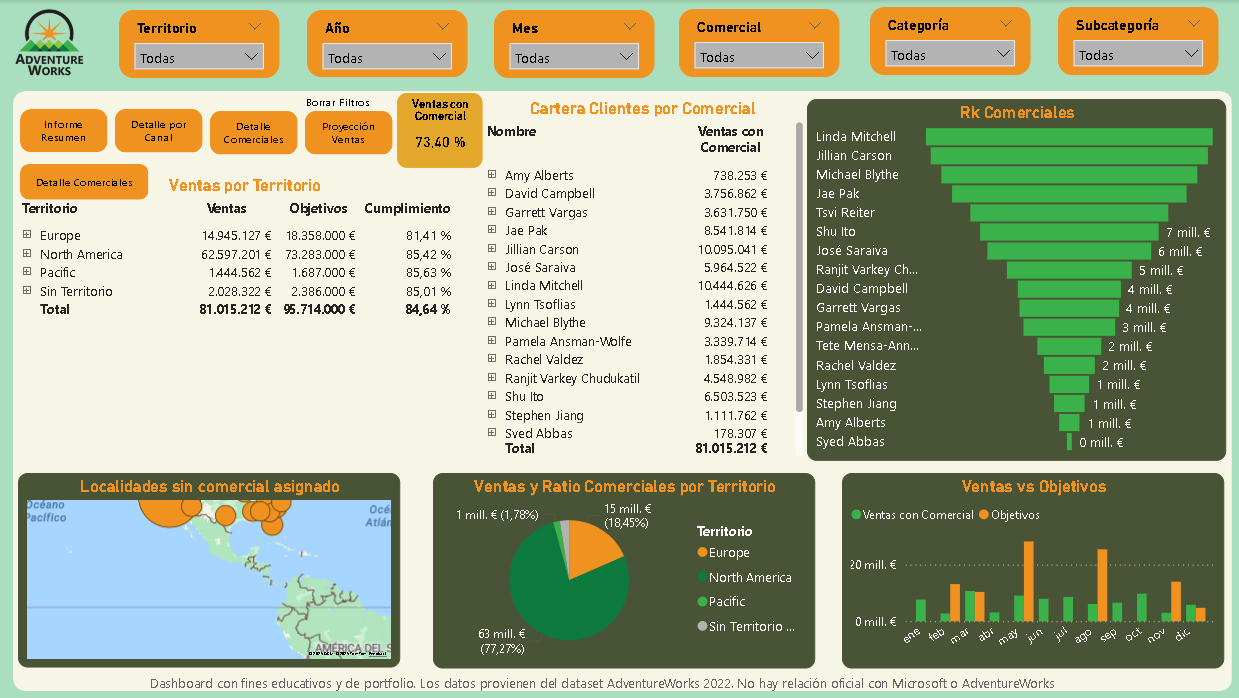 ADVENTURE
WORKS
Territorio
Todas
Año
Todas
Mes
Todas
Comercial
Todas
Categoría
Todas
Subcategoría
Todas
Informe
Resumen
Detalle por
Canal
Detalle
Comerciales
Borrar Filtros
Proyección
Ventas
Ventas con
Comercial
73,40 %
Detalle Comerciales
Ventas por Territorio
Territorio Ventas Objetivos Cumplimiento
Europe 14.945.127 € 18.358.000 € 81,41 %
North America 62.597.201 € 73.283.000 € 85,42 %
Pacific 1.444.562 € 1.687.000 € 85,63 %
Sin Territorio 2.028.322 € 2.386.000 € 85,01 %
Total 81.015.212 € 95.714.000 € 84,64 %
Cartera Clientes por Comercial
Nombre Ventas con
Comercial
Amy Alberts 738.253 €
David Campbell 3.756.862 €
Garrett Vargas 3.631.750 €
Jae Pak 8.541.814 €
Jillian Carson 10.095.041 €
José Saraiva 5.964.522 €
Linda Mitchell 10.444.626 €
Lynn Tsoflias 1.444.562 €
Michael Blythe 9.324.137 €
Pamela Ansman-Wolfe 3.339.714 €
Rachel Valdez 1.854.331 €
Ranjit Varkey Chudukatil 4.548.982 €
Shu Ito 6.503.523 €
Stephen Jiang 1.111.762 €
Syed Abbas 178.307 €
Total 81.015.212 €
Rk Comerciales
Linda Mitchell
Jillian Carson
Michael Blythe
Jae Pak
Tsvi Reiter
Shu Ito 7 mill. €
José Saraiva 6 mill. €
Ranjit Varkey Ch... 5 mill. €
David Campbell 4 mill. €
Garrett Vargas 4 mill. €
Pamela Ansman-... 3 mill. €
Tete Mensa-Ann... 2 mill. €
Rachel Valdez 2 mill. €
Lynn Tsoflias 1 mill. €
Stephen Jiang 1 mill. €
Amy Alberts 1 mill. €
Syed Abbas 0 mill. €
Localidades sin comercial asignado
Océano
Pacífico
Océ
Atlán
AMÉRICA DEL S
Ventas y Ratio Comerciales por Territorio
1 mill. € (1,78%)
15 mill. €
(18,45%)
63 mill. €
(77,27%)
Territorio
Europe
North America
Pacific
Sin Territorio ...
Ventas vs Objetivos
Ventas con Comercial Objetivos
20 mill. €
0 mill. €
ene feb mar abr may jun jul ago sep oct nov dic
Dashboard con fines educativos y de portfolio. Los datos provienen del dataset AdventureWorks 2022. No hay relación oficial con Microsoft o AdventureWorks